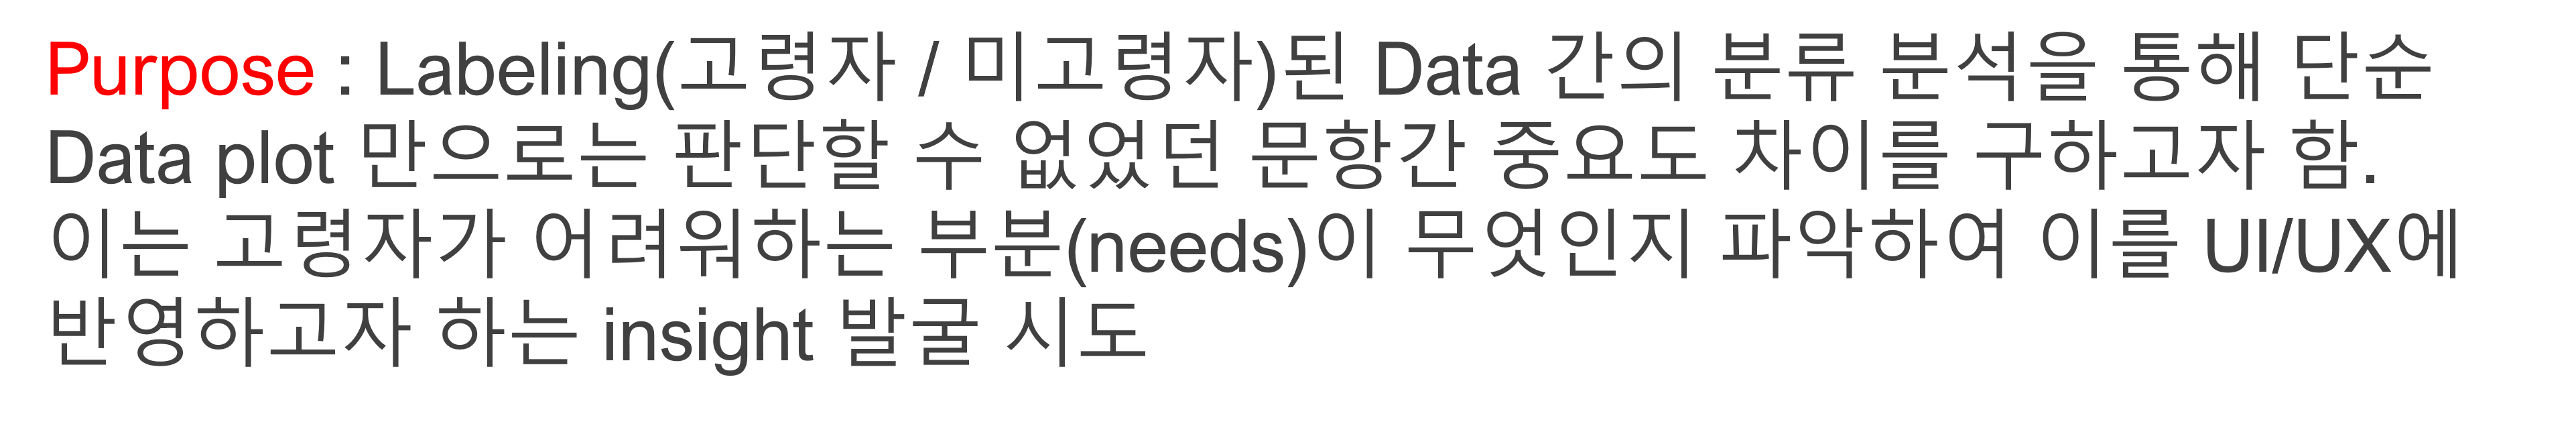 Purpose : Labeling(고령자 / 미고령자)된 Data 간의 분류 분석을 통해 단순
Data plot 만으로는 판단할 수 없었던 문항간 중요도 차이를 구하고자 함.
이는 고령자가 어려워하는 부분(needs)이 무엇인지 파악하여 이를 UI/UX에
반영하고자 하는 insight 발굴 시도